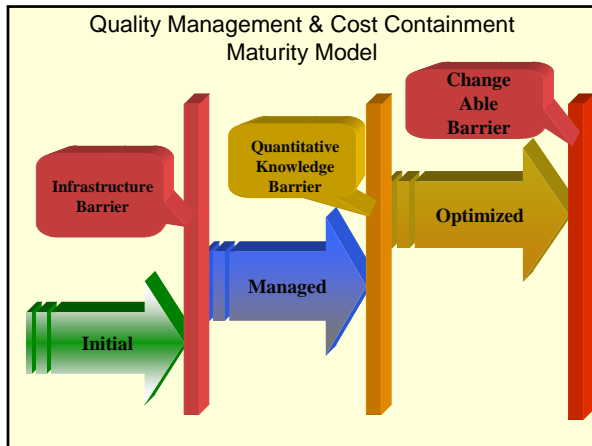 Quality Management & Cost Containment
Maturity Model
Change
Able
Barrier
Quantitative
Knowledge
Barrier
Infrastructure
Barrier
Optimized
Managed
Initial